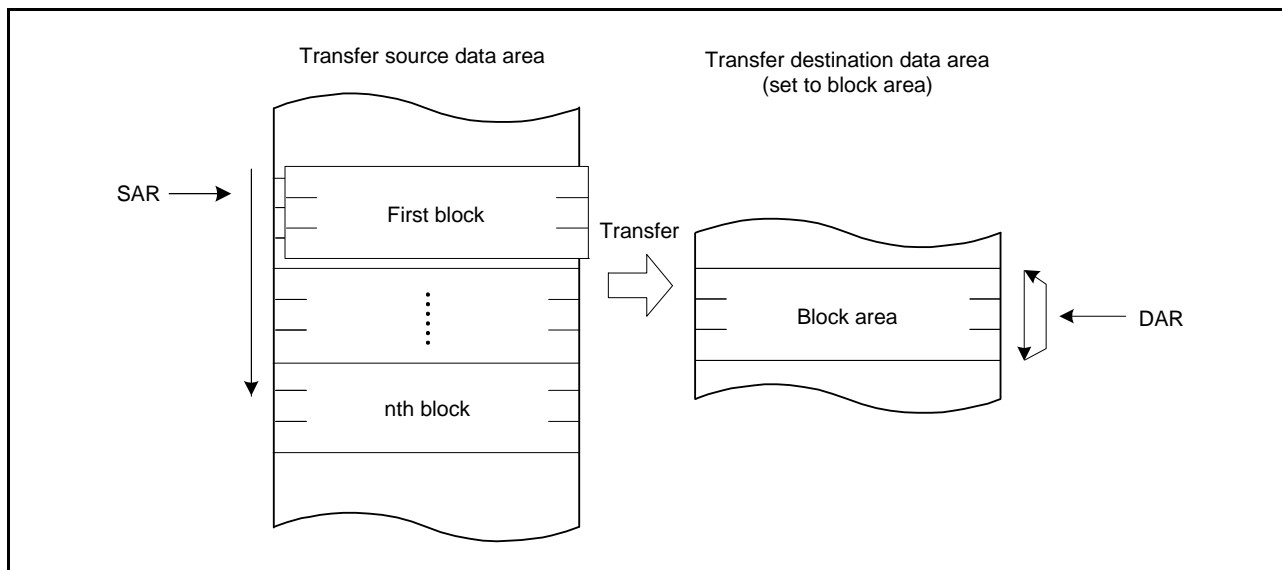 Transfer source data area
Transfer destination data area
(set to block area)
SAR
First block
Transfer
Block area
DAR
nth block